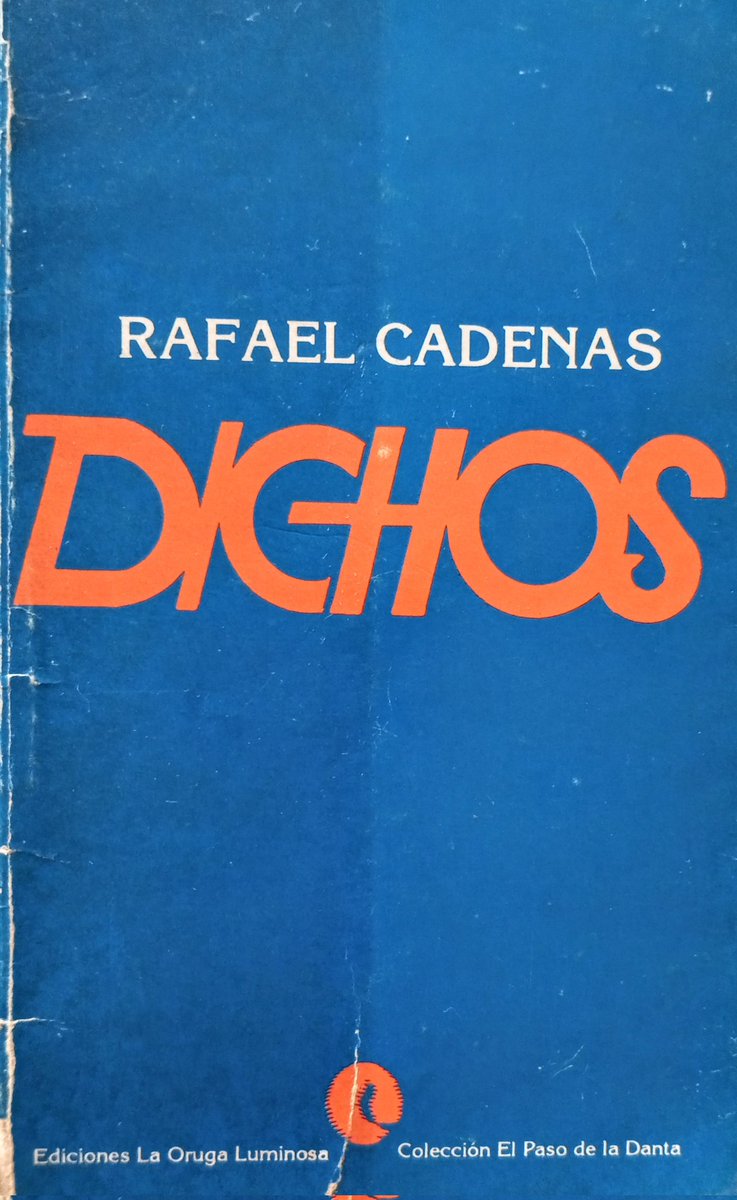 RAFAEL CADENAS
DICHOS
Ediciones La Oruga Luminosa
Colección El Paso de la Danta